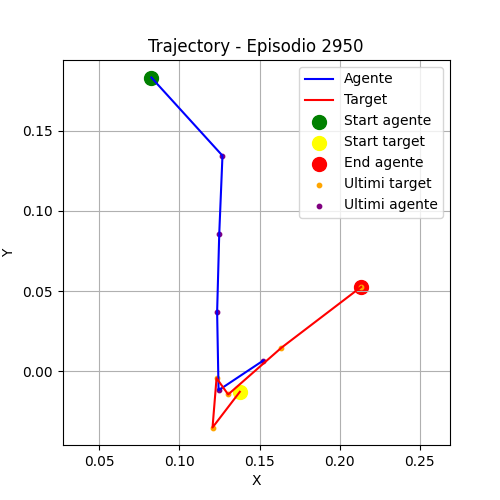 Trajectory - Episodio 2950
Agente
Target
Start agente
Start target
End agente
Ultimi target
Ultimi agente
Y
0.15
0.10
0.05
0.00
0.05
0.10
0.15
0.20
0.25
X